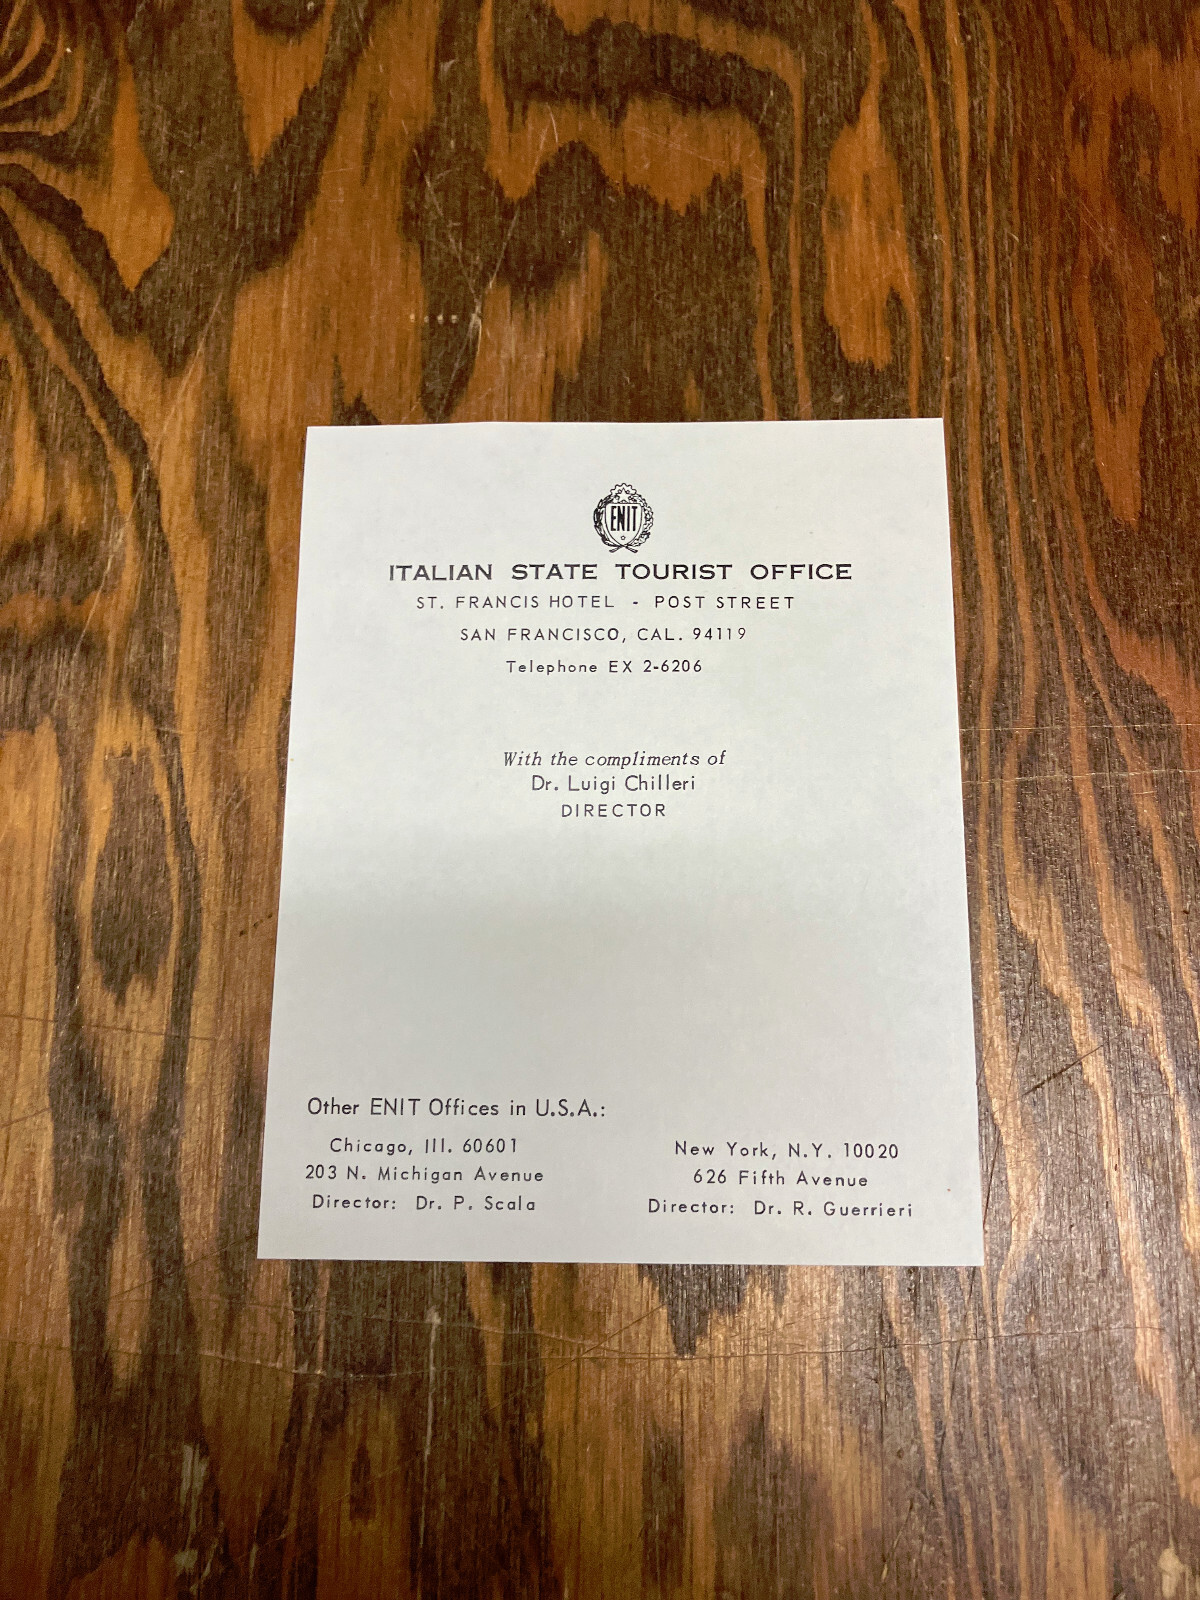 ENIT
ITALIAN STATE TOURIST OFFICE
ST. FRANCIS HOTEL - POST STREET
SAN FRANCISCO, CAL. 94119
Telephone EX 2-6206
With the compliments of
Dr. Luigi Chilleri
DIRECTOR
Other ENIT Offices in U.S.A.:
Chicago, Ill. 60601
203 N. Michigan Avenue
Director: Dr. P. Scala
New York, N.Y. 10020
626 Fifth Avenue
Director: Dr. R. Guerrieri